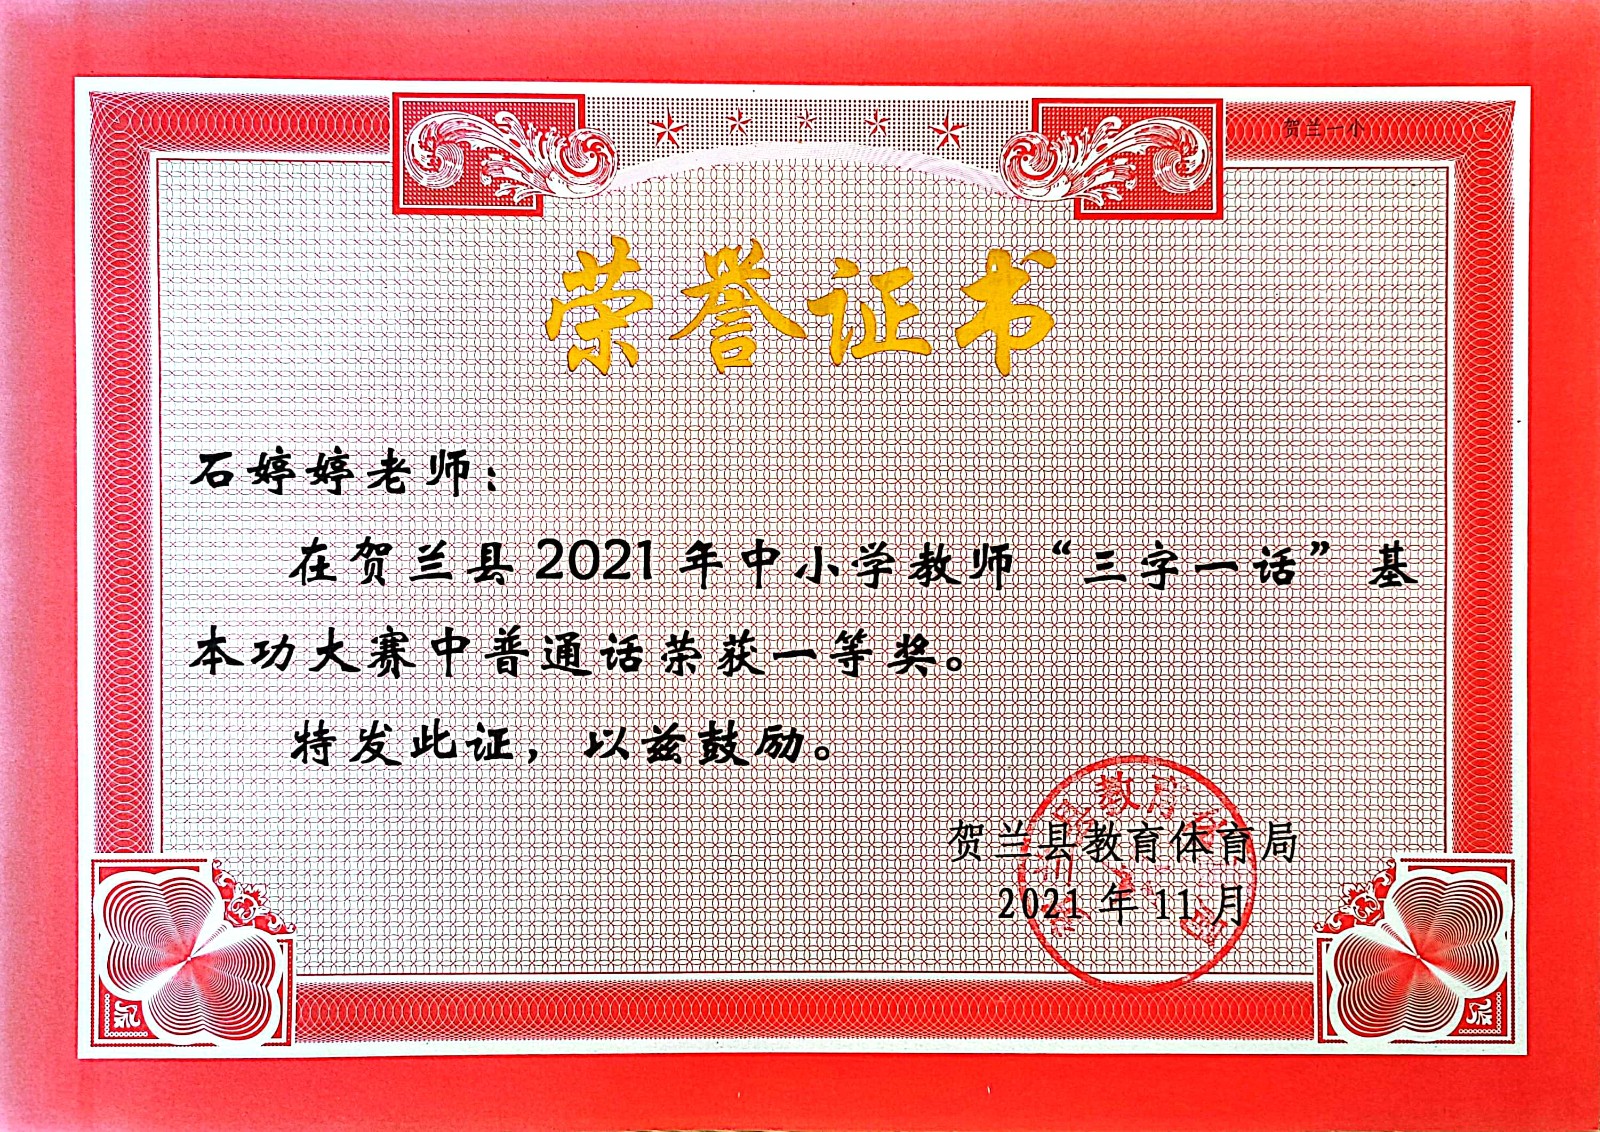 贺兰一小
荣誉证书
石婷婷老师：
在贺兰县2021年中小学教师“三字一话”基
本功大赛中普通话荣获一等奖。
特发此证，以兹鼓励。
贺兰县教育体育局
2021年11月